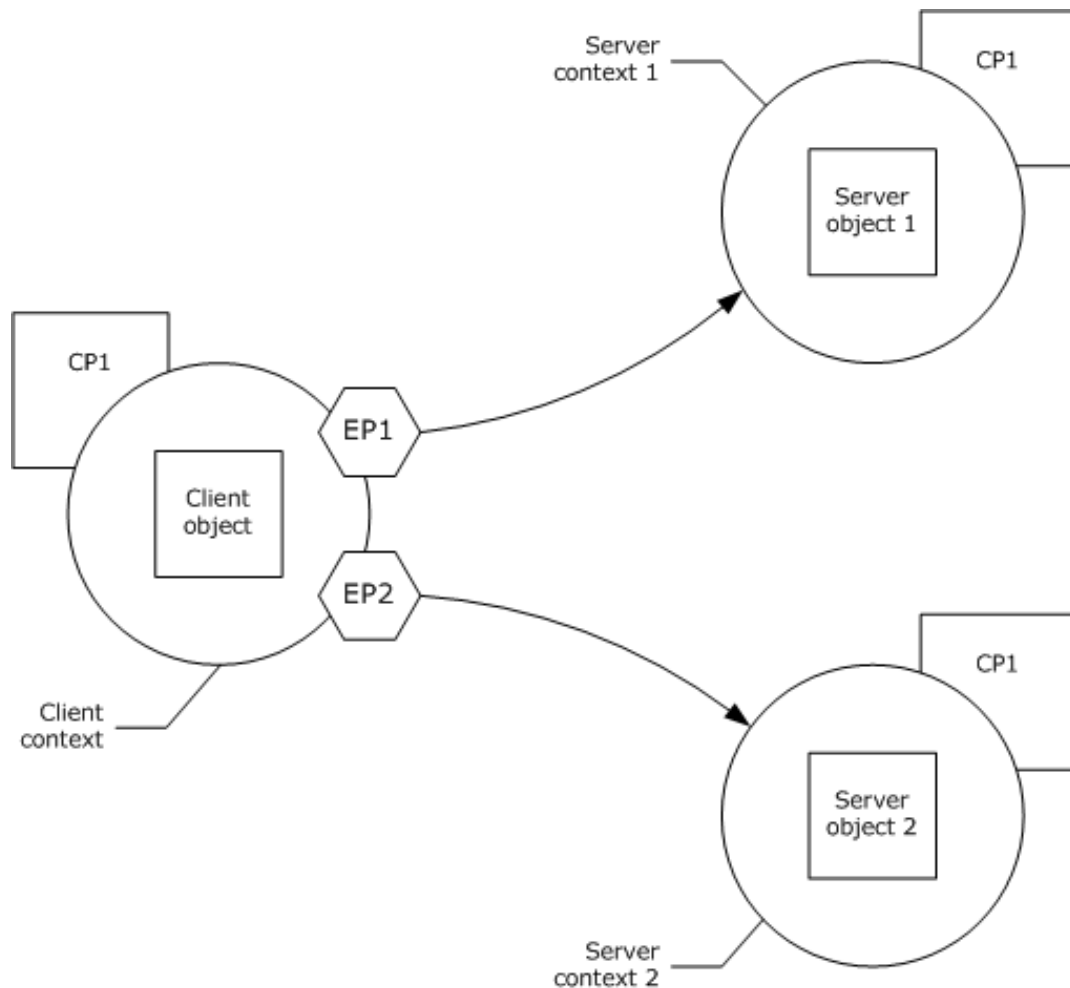 Server
context 1
CP1
Server
object 1
CP1
EP1
Client
object
EP2
Client
context
CP1
Server
object 2
Server
context 2